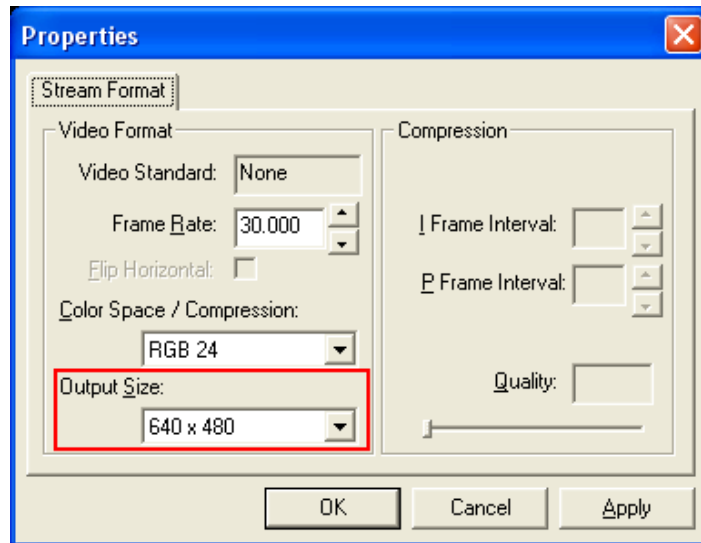 Properties
Stream Format
Video Format
Video Standard: None
Frame Rate: 30.000
Flip Horizontal:
Color Space / Compression:
RGB 24
Output Size:
640 x 480
Compression
I Frame Interval:
P Frame Interval:
Quality:
OK Cancel Apply